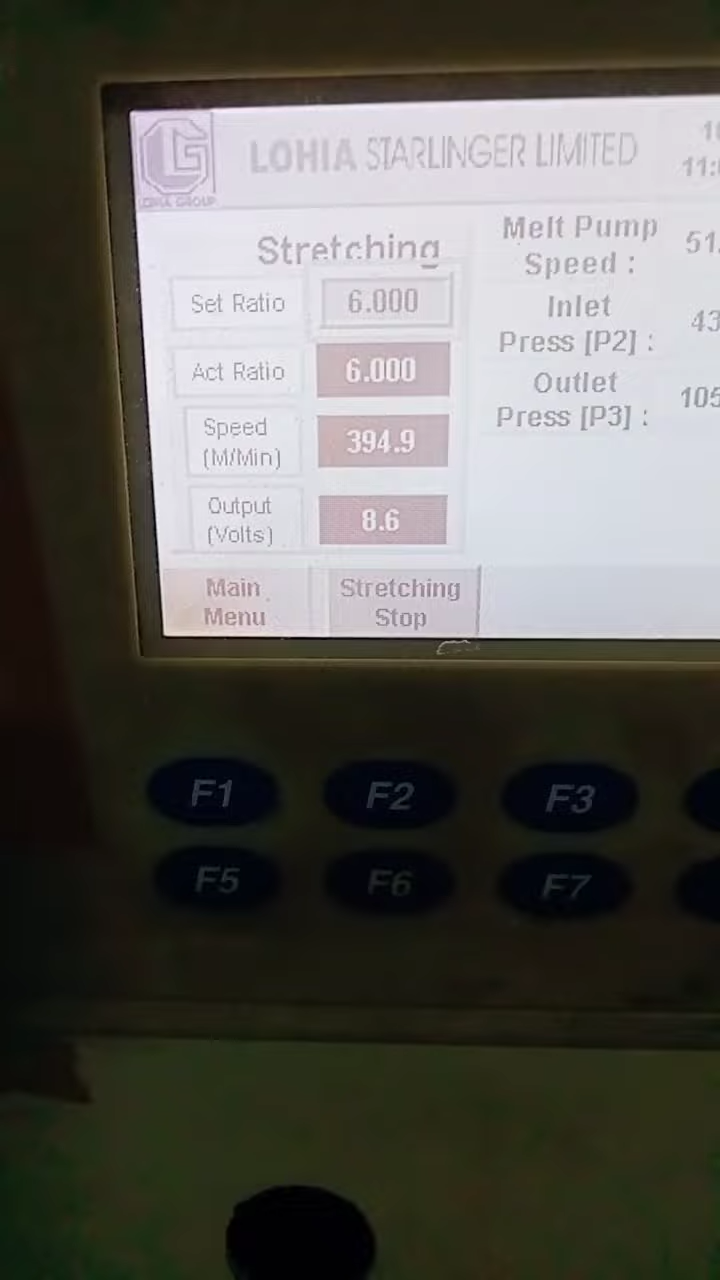 LOHIA STARLINGER LIMITED
LOHIA GROUP
Stretching
Set Ratio 6.000
Act Ratio 6.000
Speed
(M/Min) 394.9
Output
(Volts) 8.6
Melt Pump
Speed : 51.
Inlet
Press [P2] : 43
Outlet
Press [P3] : 105
Main
Menu
Stretching
Stop
F1 F2 F3
F5 F6 F7